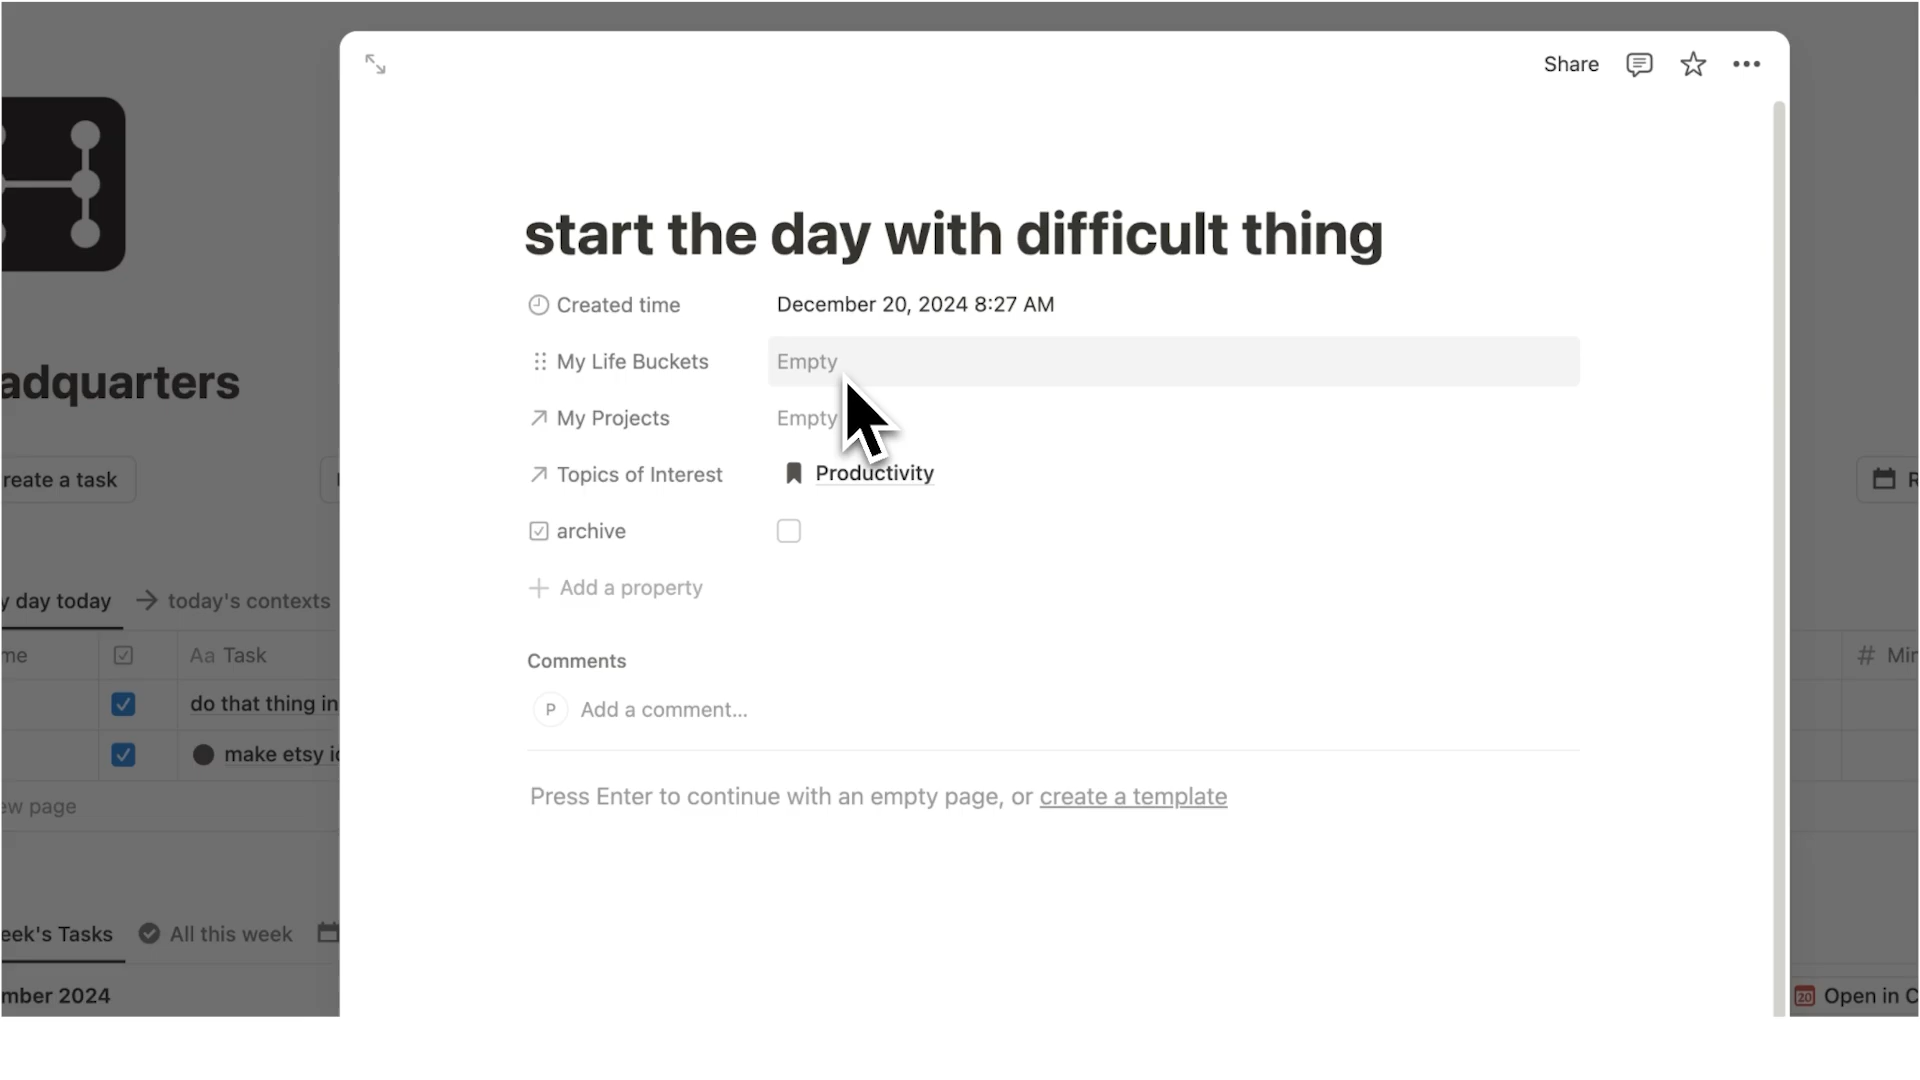 Share
start the day with difficult thing
Created time December 20, 2024 8:27 AM
My Life Buckets Empty
My Projects Empty
Topics of Interest Productivity
archive
Add a property
Comments
P Add a comment...
Press Enter to continue with an empty page, or create a template
adquarters
reate a task
y day today today's contexts
me Aa Task # Min
do that thing in
make etsy
ew page
eek's Tasks All this week
mber 2024
20 Open in C